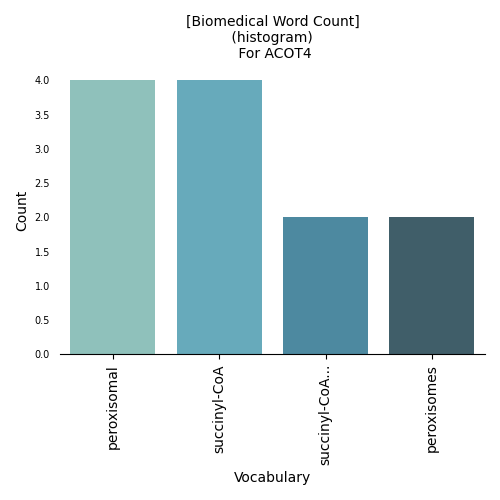 [Biomedical Word Count]
(histogram)
For ACOT4
4.0
3.5
3.0
2.5
2.0
1.5
1.0
0.5
0.0
Count
peroxisomal
succinyl-CoA
succinyl-CoA...
peroxisomes
Vocabulary